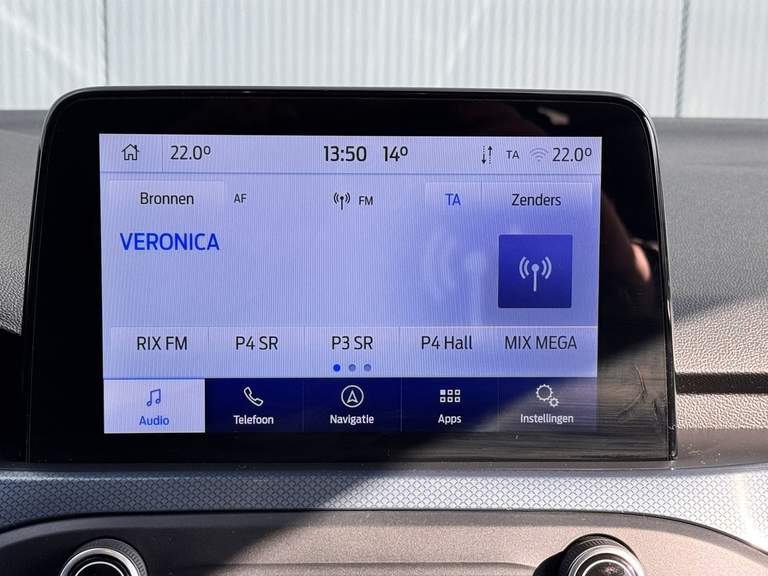 22.0° 13:50 14° TA 22.0°
Bronnen AF FM TA Zenders
VERONICA
RIX FM P4 SR P3 SR P4 Hall MIX MEGA
Audio Telefoon Navigatie Apps Instellingen